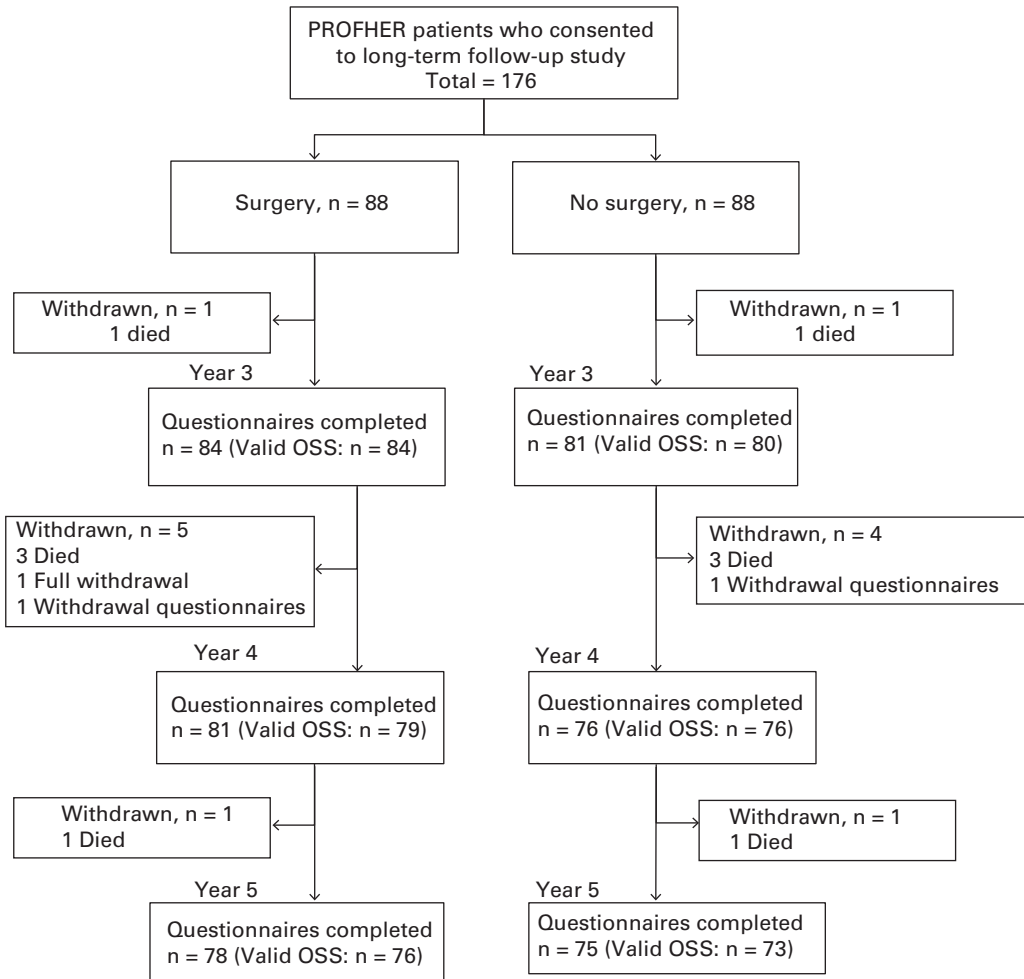 PROFHER patients who consented
to long-term follow-up study
Total = 176
Surgery, n = 88
No surgery, n = 88
Withdrawn, n = 1
1 died
Withdrawn, n = 1
1 died
Year 3
Year 3
Questionnaires completed
n = 84 (Valid OSS: n = 84)
Questionnaires completed
n = 81 (Valid OSS: n = 80)
Withdrawn, n = 5
3 Died
1 Full withdrawal
1 Withdrawal questionnaires
Withdrawn, n = 4
3 Died
1 Withdrawal questionnaires
Year 4
Year 4
Questionnaires completed
n = 81 (Valid OSS: n = 79)
Questionnaires completed
n = 76 (Valid OSS: n = 76)
Withdrawn, n = 1
1 Died
Withdrawn, n = 1
1 Died
Year 5
Year 5
Questionnaires completed
n = 78 (Valid OSS: n = 76)
Questionnaires completed
n = 75 (Valid OSS: n = 73)